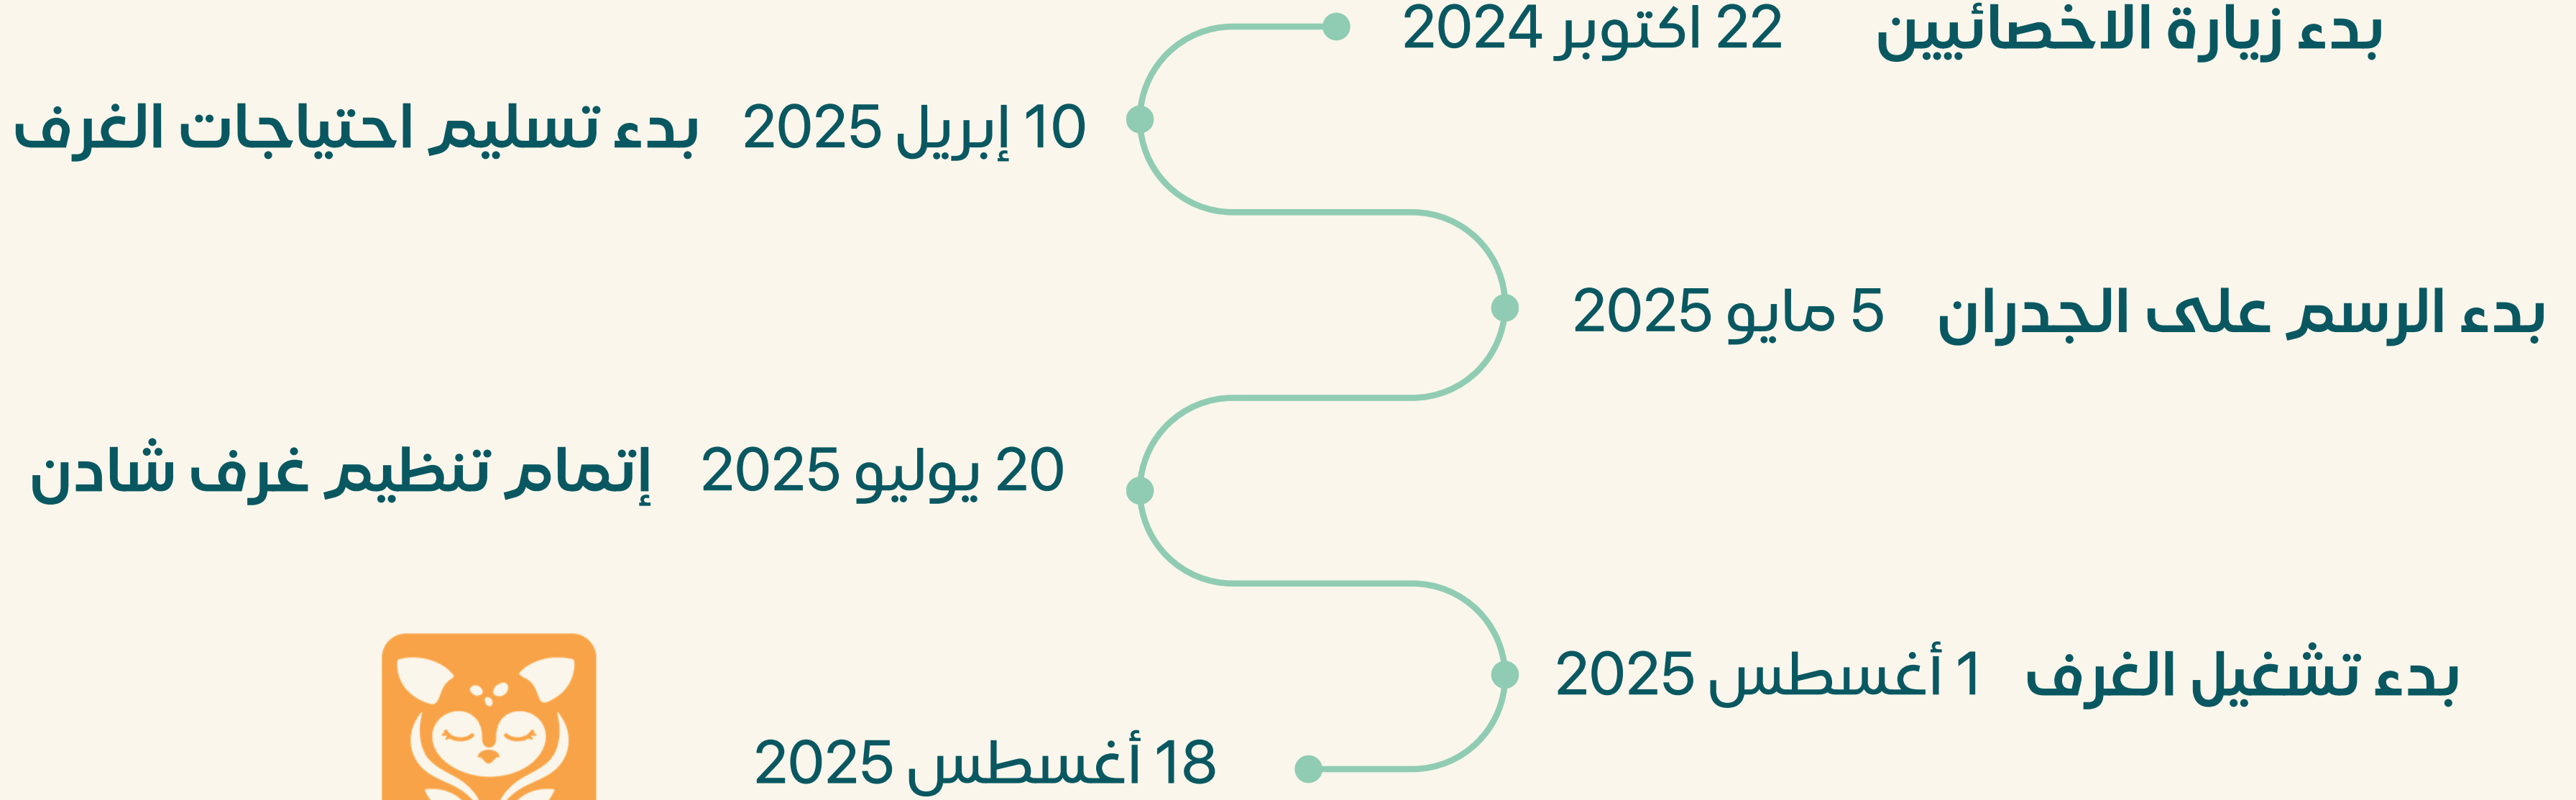 بدء زيارة الاخصائيين 22 اكتوبر 2024
10 إبريل 2025 بدء تسليم احتياجات الغرف
بدء الرسم على الجدران 5 مايو 2025
20 يوليو 2025 إتمام تنظيم غرف شادن
بدء تشغيل الغرف 1 أغسطس 2025
18 أغسطس 2025